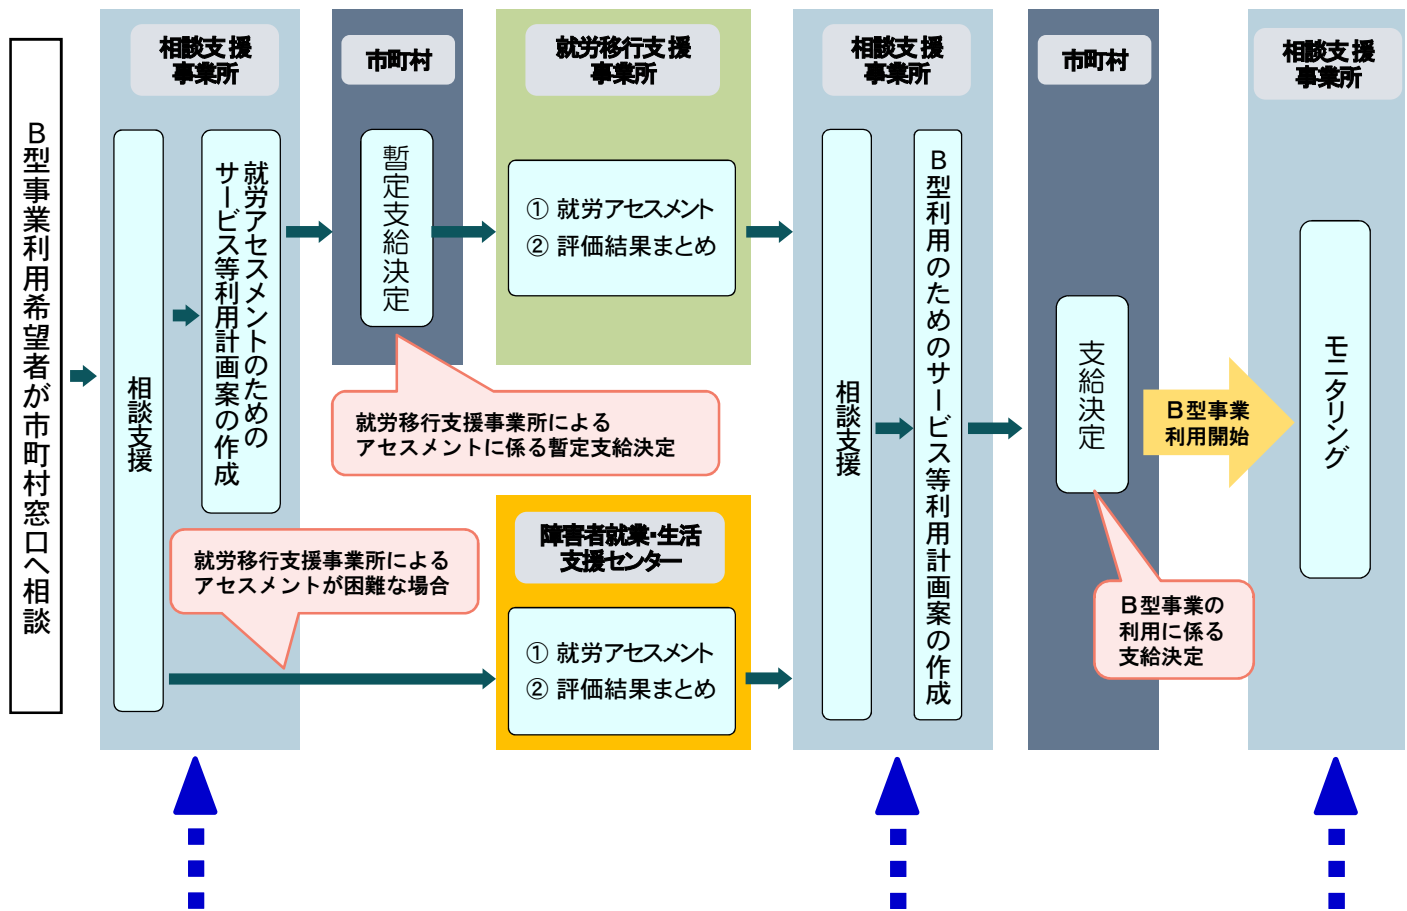 B型事業利用希望者が市町村窓口へ相談
相談支援
事業所
相談支援
就労アセスメントのための
サービス等利用計画案の作成
市町村
暫定支給決定
就労移行支援
事業所
① 就労アセスメント
② 評価結果まとめ
就労移行支援事業所による
アセスメントに係る暫定支給決定
就労移行支援事業所による
アセスメントが困難な場合
障害者就業・生活
支援センター
① 就労アセスメント
② 評価結果まとめ
相談支援
事業所
相談支援
B型利用のためのサービス等利用計画案の作成
市町村
支給決定
B型事業の
利用に係る
支給決定
B型事業
利用開始
相談支援
事業所
モニタリング